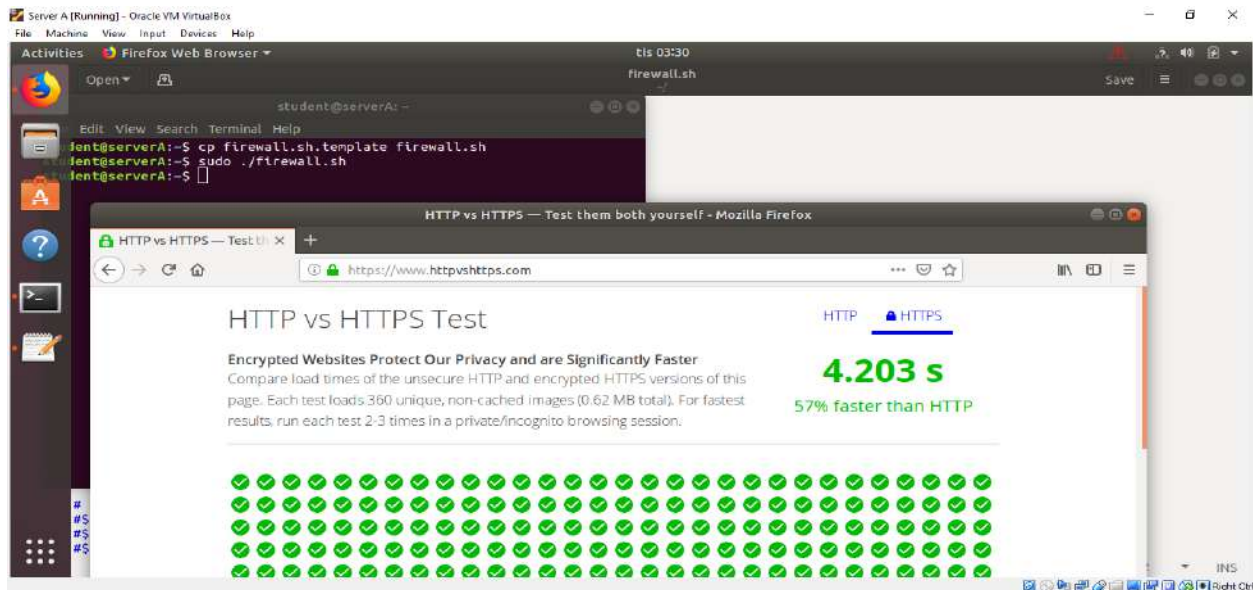 Server A [Running] - Oracle VM VirtualBox
File Machine View Input Devices Help
Activities Firefox Web Browser tis 03:30
Open firewall.sh Save
~/
student@serverA: ~
Edit View Search Terminal Help
dent@serverA:~$ cp firewall.sh.template firewall.sh
student@serverA:~$ sudo ./firewall.sh
dent@serverA:~$
HTTP vs HTTPS — Test them both yourself - Mozilla Firefox
HTTP vs HTTPS — Test th
https://www.httpvshttps.com
HTTP vs HTTPS Test
HTTP HTTPS
Encrypted Websites Protect Our Privacy and are Significantly Faster
Compare load times of the unsecure HTTP and encrypted HTTPS versions of this
page. Each test loads 360 unique, non-cached images (0.62 MB total). For fastest
results, run each test 2-3 times in a private/incognito browsing session.
4.203 s
57% faster than HTTP
#
#$
#$
#$
INS
Right Ctrl